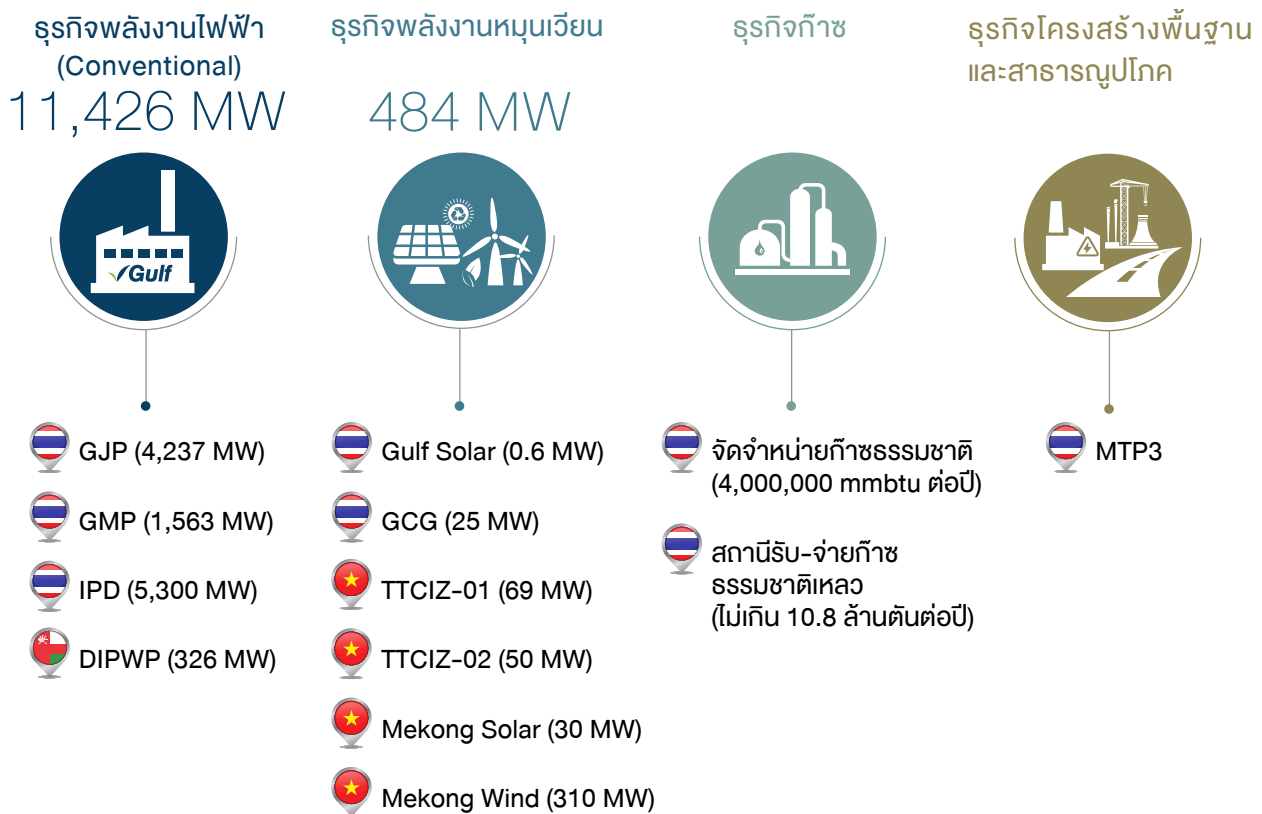 ธุรกิจพลังงานไฟฟ้า
(Conventional)
11,426 MW
Gulf
GJP (4,237 MW)
GMP (1,563 MW)
IPD (5,300 MW)
DIPWP (326 MW)
ธุรกิจพลังงานหมุนเวียน
484 MW
Gulf Solar (0.6 MW)
GCG (25 MW)
TTCIZ-01 (69 MW)
TTCIZ-02 (50 MW)
Mekong Solar (30 MW)
Mekong Wind (310 MW)
ธุรกิจก๊าซ
จัดจำหน่ายก๊าซธรรมชาติ
(4,000,000 mmbtu ต่อปี)
สถานีรับ-จ่ายก๊าซ
ธรรมชาติเหลว
(ไม่เกิน 10.8 ล้านตันต่อปี)
ธุรกิจโครงสร้างพื้นฐาน
และสาธารณูปโภค
MTP3